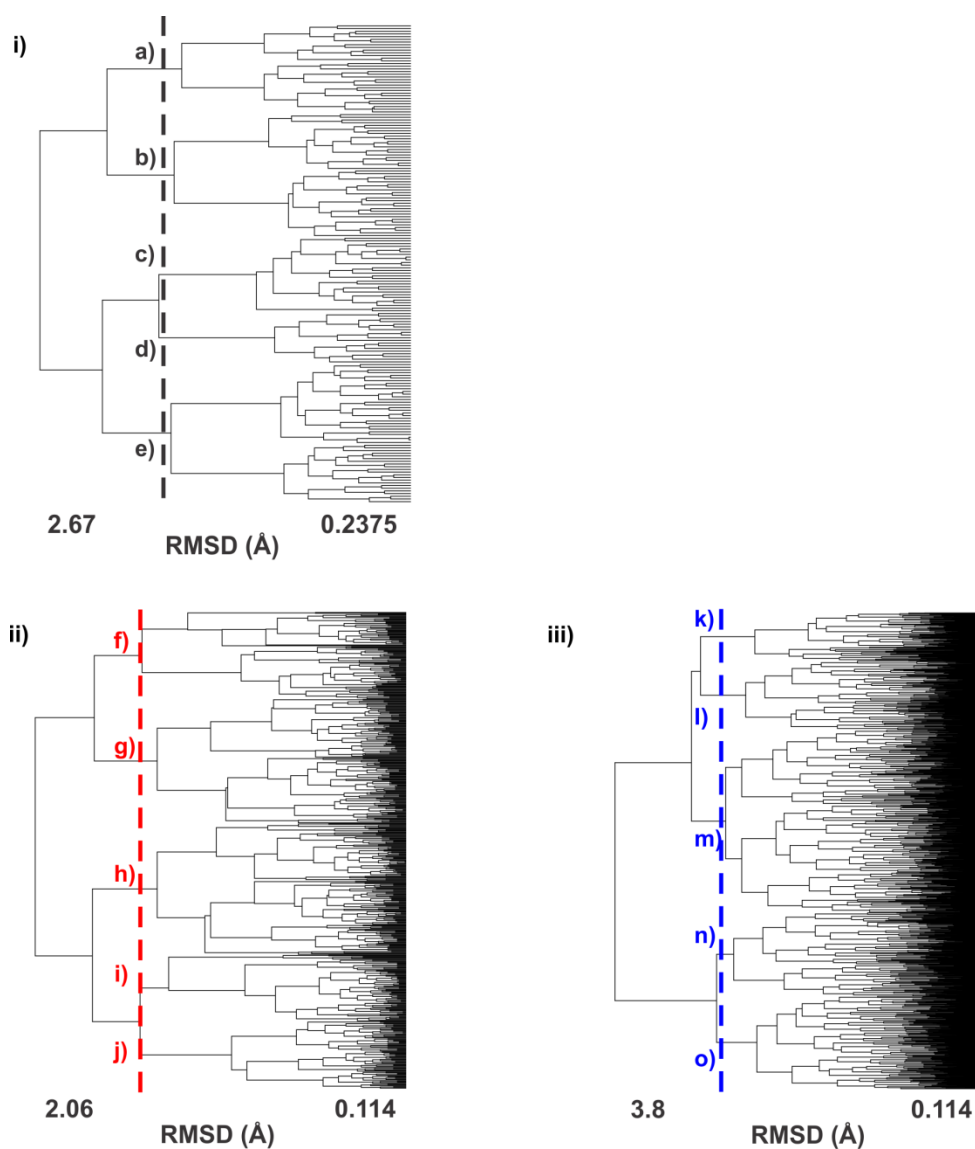 i)
a)
b)
c)
d)
e)
2.67 0.2375
RMSD (Å)
ii)
f)
g)
h)
i)
j)
2.06 0.114
RMSD (Å)
iii)
k)
l)
m)
n)
o)
3.8 0.114
RMSD (Å)